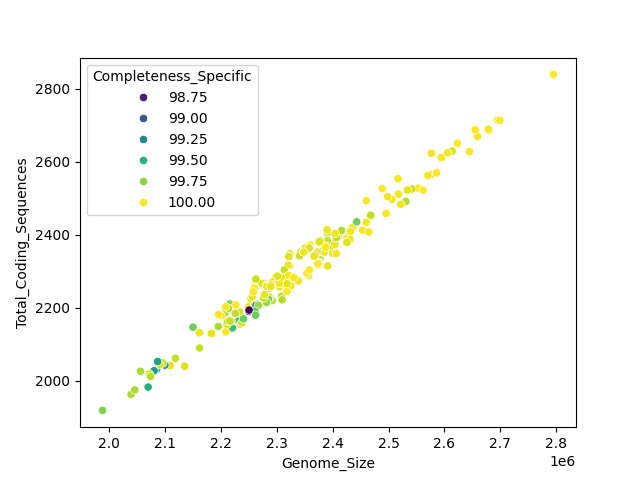 Completeness_Specific
98.75
99.00
99.25
99.50
99.75
100.00
Total_Coding_Sequences
2800
2600
2400
2200
2000
2.0 2.1 2.2 2.3 2.4 2.5 2.6 2.7 2.8
1e6
Genome_Size